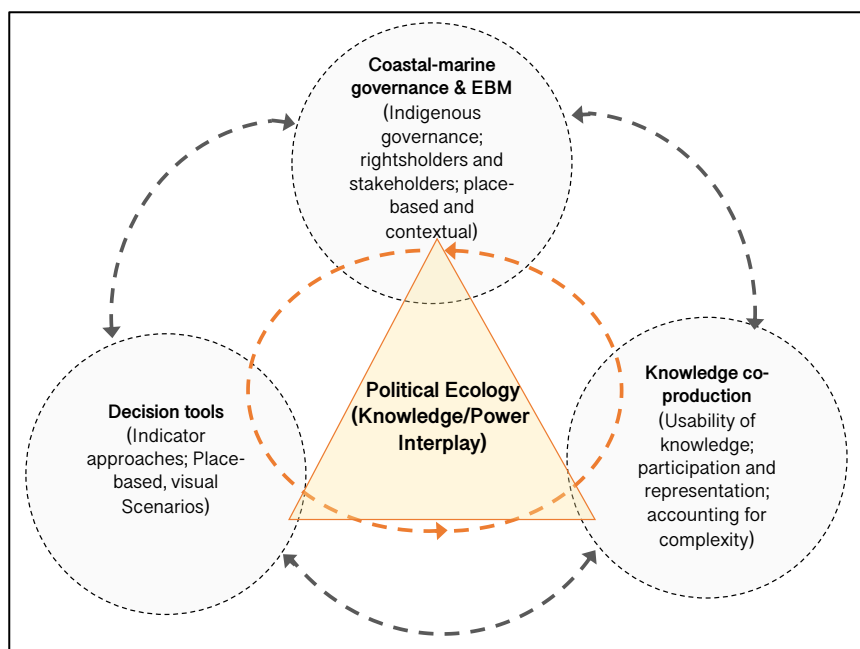 Coastal-marine
governance & EBM
(Indigenous
governance;
rightsholders and
stakeholders; place-
based and
contextual)
Political Ecology
(Knowledge/Power
Interplay)
Decision tools
(Indicator
approaches; Place-
based, visual
Scenarios)
Knowledge co-
production
(Usability of
knowledge;
participation and
representation;
accounting for
complexity)